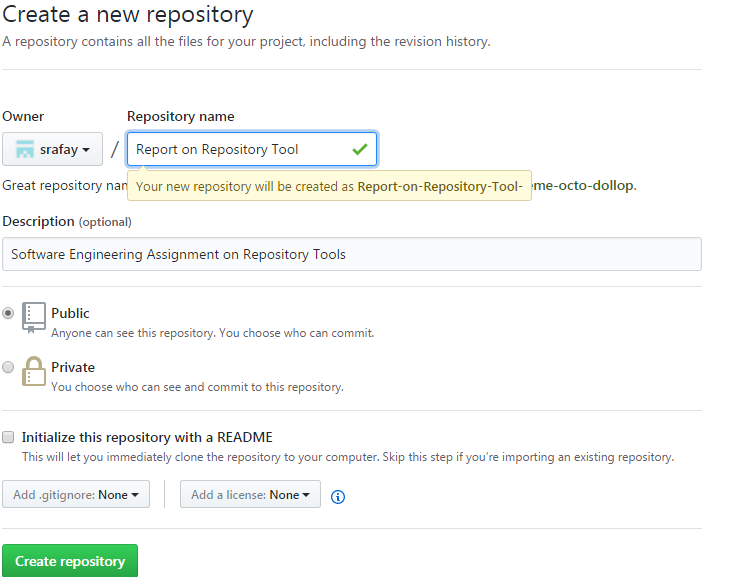 Create a new repository
A repository contains all the files for your project, including the revision history.
Owner
Repository name
srafay / Report on Repository Tool
Great repository nam
Your new repository will be created as Report-on-Repository-Tool-
eme-octo-dollop.
Description (optional)
Software Engineering Assignment on Repository Tools
Public
Anyone can see this repository. You choose who can commit.
Private
You choose who can see and commit to this repository.
Initialize this repository with a README
This will let you immediately clone the repository to your computer. Skip this step if you're importing an existing repository.
Add .gitignore: None
Add a license: None
Create repository